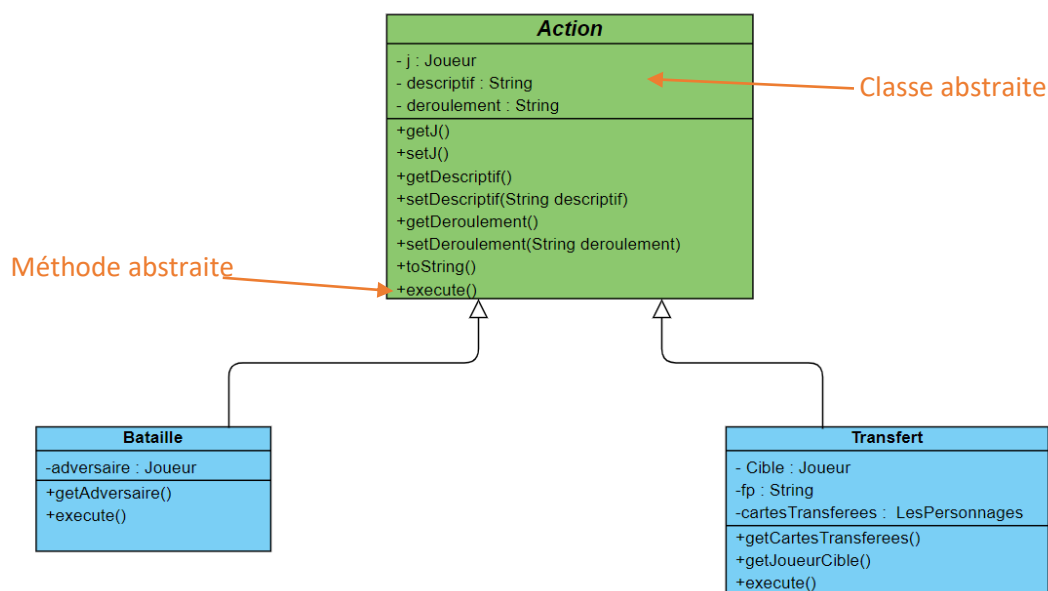 Action
- j : Joueur
- descriptif : String
- deroulement : String
Classe abstraite
+getJ()
+setJ()
+getDescriptif()
+setDescriptif(String descriptif)
+getDeroulement()
+setDeroulement(String deroulement)
+toString()
+execute()
Méthode abstraite
Bataille
-adversaire : Joueur
+getAdversaire()
+execute()
Transfert
- Cible : Joueur
-fp : String
-cartesTransferees : LesPersonnages
+getCartesTransferees()
+getJoueurCible()
+execute()